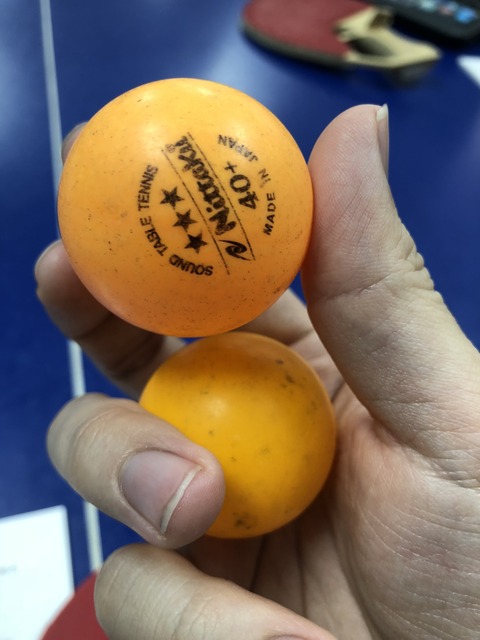 SOUND TABLE TENNIS
★★★
Nittaku
40+
MADE IN JAPAN